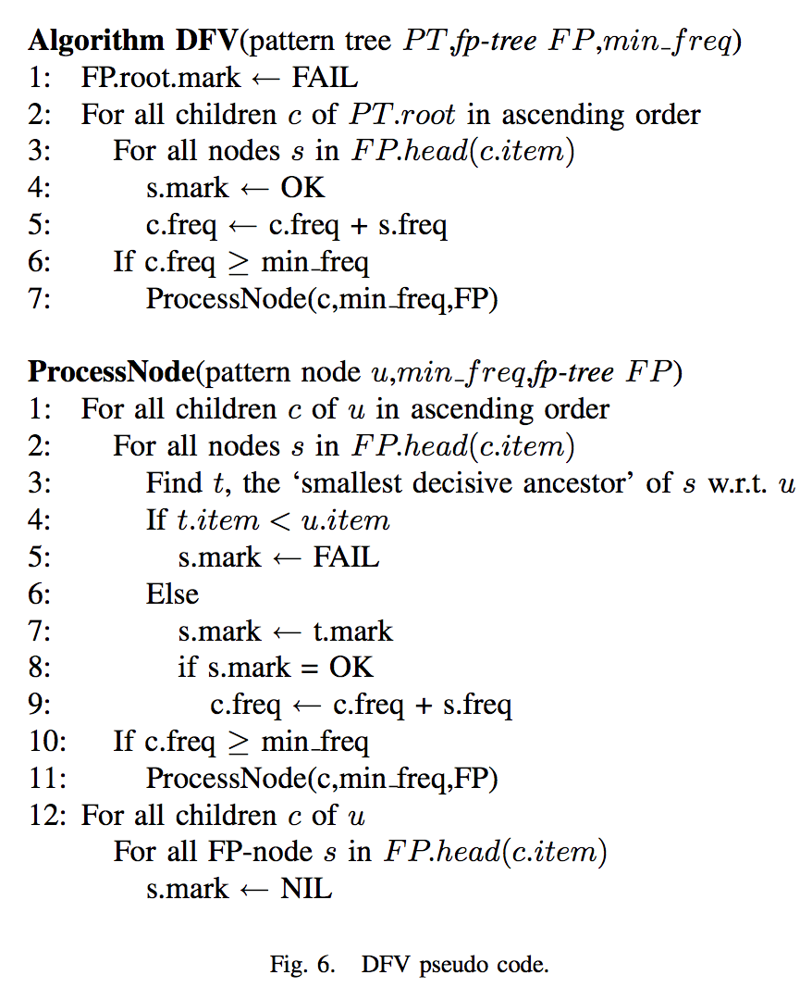 Algorithm DFV(pattern tree PT,fp-tree FP,min_freq)
1: FP.root.mark ← FAIL
2: For all children c of PT.root in ascending order
3: For all nodes s in FP.head(c.item)
4: s.mark ← OK
5: c.freq ← c.freq + s.freq
6: If c.freq ≥ min_freq
7: ProcessNode(c,min_freq,FP)
ProcessNode(pattern node u,min_freq,fp-tree FP)
1: For all children c of u in ascending order
2: For all nodes s in FP.head(c.item)
3: Find t, the ‘smallest decisive ancestor’ of s w.r.t. u
4: If t.item < u.item
5: s.mark ← FAIL
6: Else
7: s.mark ← t.mark
8: if s.mark = OK
9: c.freq ← c.freq + s.freq
10: If c.freq ≥ min_freq
11: ProcessNode(c,min_freq,FP)
12: For all children c of u
For all FP-node s in FP.head(c.item)
s.mark ← NIL
Fig. 6. DFV pseudo code.